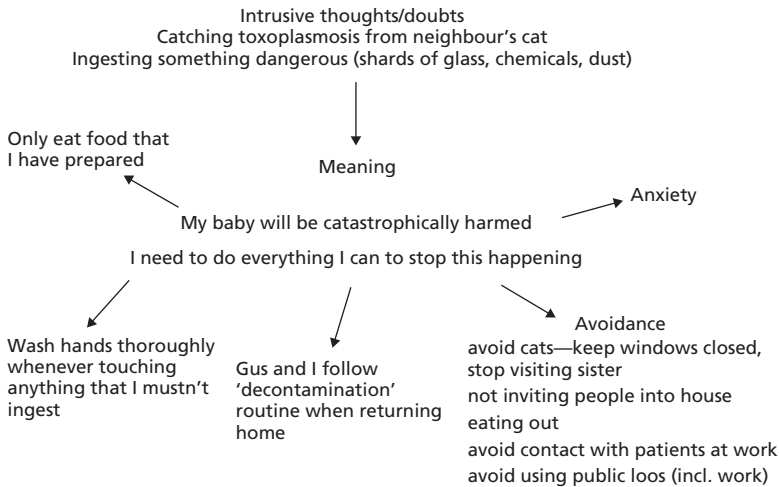 Intrusive thoughts/doubts
Catching toxoplasmosis from neighbour's cat
Ingesting something dangerous (shards of glass, chemicals, dust)
Only eat food that
I have prepared
Meaning
Anxiety
My baby will be catastrophically harmed
I need to do everything I can to stop this happening
Wash hands thoroughly
whenever touching
anything that I mustn't
ingest
Gus and I follow
‘decontamination’
routine when returning
home
Avoidance
avoid cats—keep windows closed,
stop visiting sister
not inviting people into house
eating out
avoid contact with patients at work
avoid using public loos (incl. work)